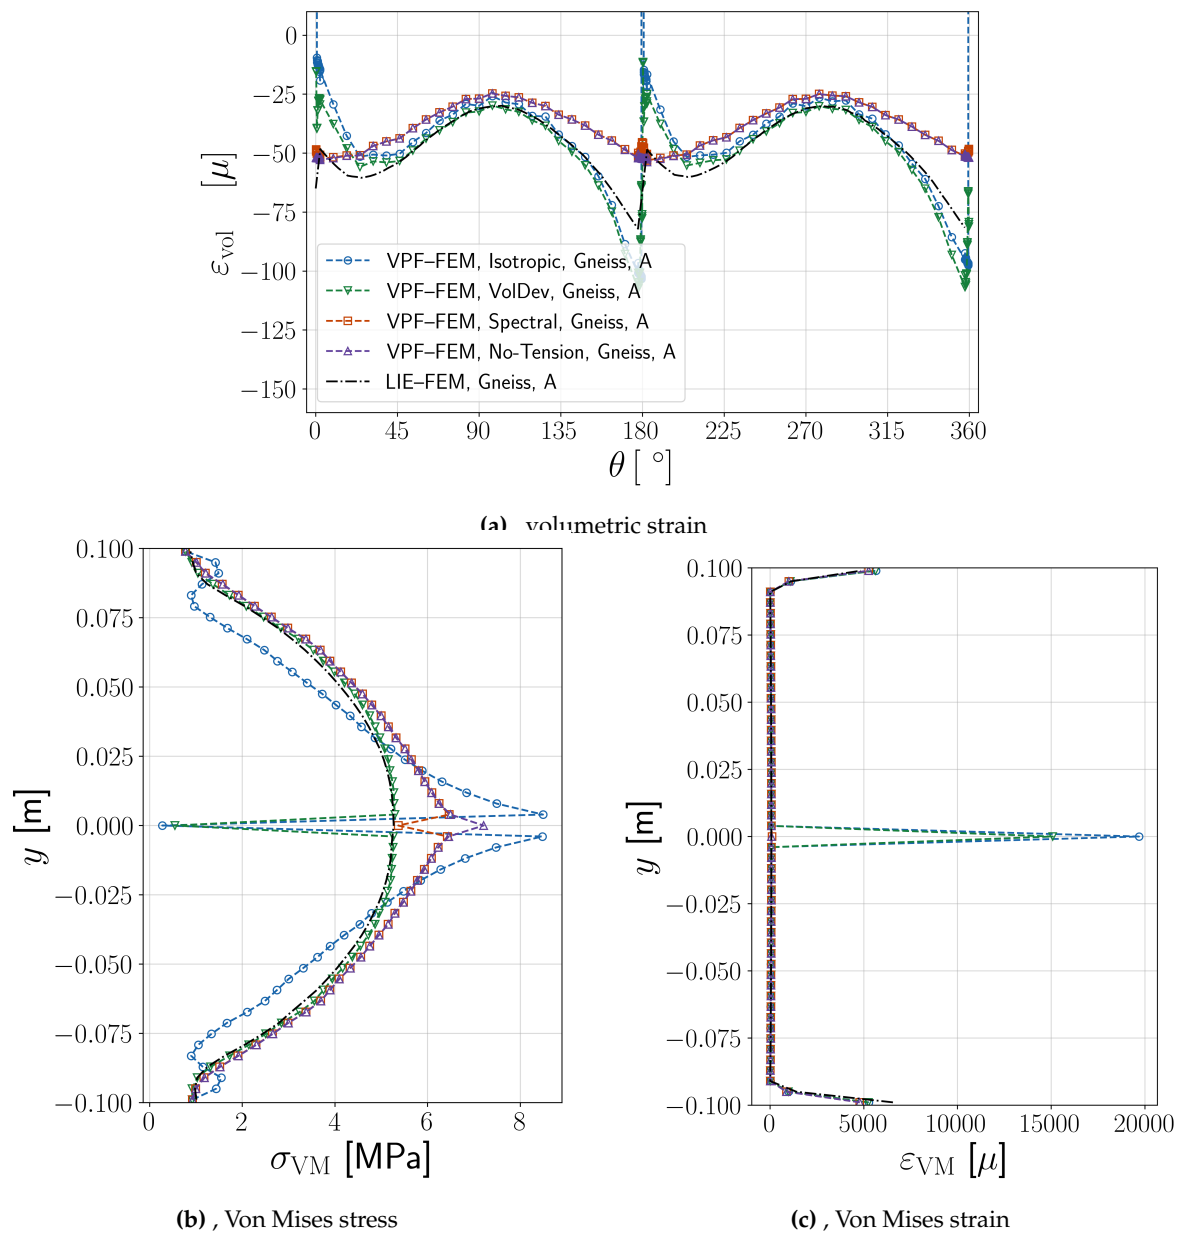 0
−25
−50
−75
−100
−125
−150
εvol [μ]
VPF–FEM, Isotropic, Gneiss, A
VPF–FEM, VolDev, Gneiss, A
VPF–FEM, Spectral, Gneiss, A
VPF–FEM, No-Tension, Gneiss, A
LIE–FEM, Gneiss, A
0 45 90 135 180 225 270 315 360
θ [ °]
(a) volumetric strain
0.100
0.075
0.050
0.025
0.000
−0.025
−0.050
−0.075
−0.100
y [m]
0 2 4 6 8
σVM [MPa]
(b) , Von Mises stress
0.100
0.075
0.050
0.025
0.000
−0.025
−0.050
−0.075
−0.100
y [m]
0 5000 10000 15000 20000
εVM [μ]
(c) , Von Mises strain